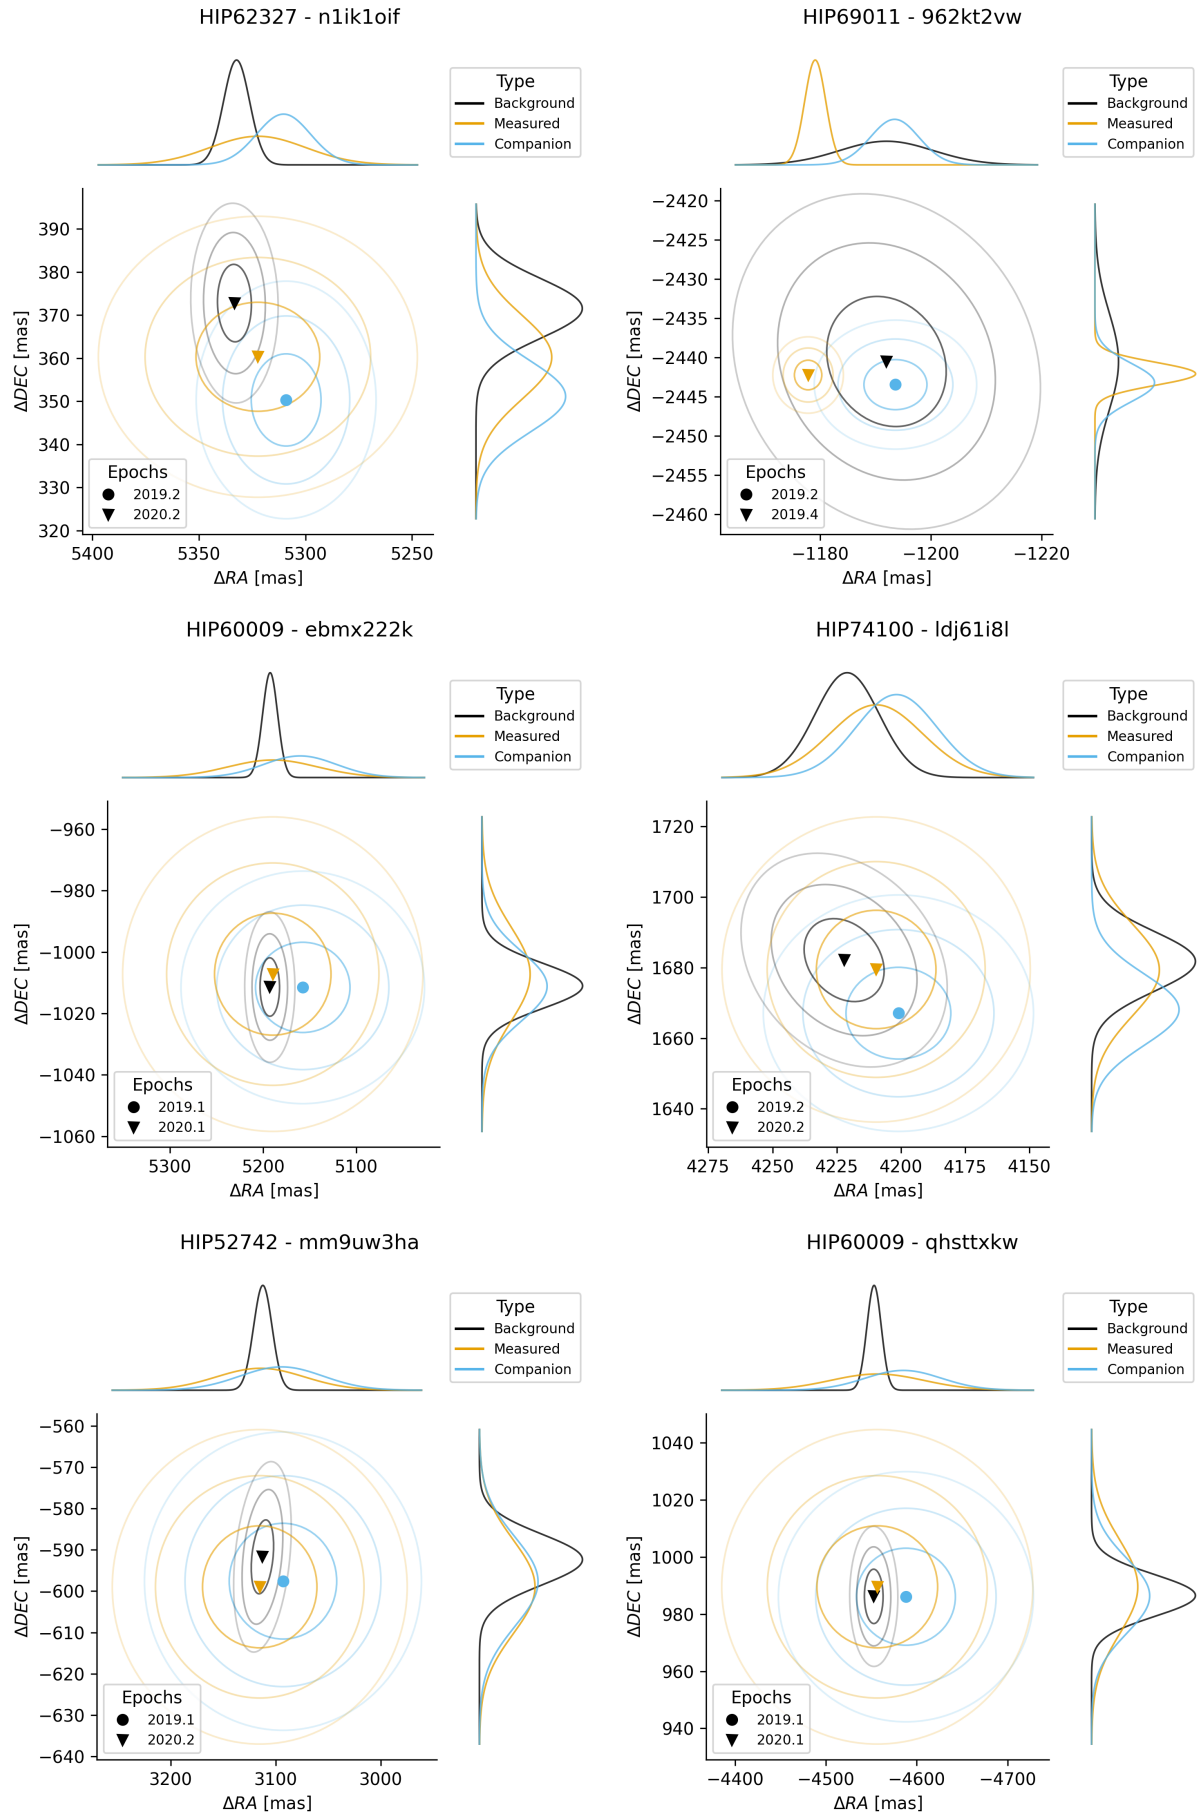 HIP62327 - n1ik1oif
Type
Background
Measured
Companion
390
380
370
360
350
340
330
320
ΔDEC [mas]
Epochs
2019.2
2020.2
5400 5350 5300 5250
ΔRA [mas]
HIP69011 - 962kt2vw
Type
Background
Measured
Companion
−2420
−2425
−2430
−2435
−2440
−2445
−2450
−2455
−2460
ΔDEC [mas]
Epochs
2019.2
2019.4
−1180 −1200 −1220
ΔRA [mas]
HIP60009 - ebmx222k
Type
Background
Measured
Companion
−960
−980
−1000
−1020
−1040
−1060
ΔDEC [mas]
Epochs
2019.1
2020.1
5300 5200 5100
ΔRA [mas]
HIP74100 - ldj61i8l
Type
Background
Measured
Companion
1720
1700
1680
1660
1640
ΔDEC [mas]
Epochs
2019.2
2020.2
4275 4250 4225 4200 4175 4150
ΔRA [mas]
HIP52742 - mm9uw3ha
Type
Background
Measured
Companion
−560
−570
−580
−590
−600
−610
−620
−630
−640
ΔDEC [mas]
Epochs
2019.1
2020.2
3200 3100 3000
ΔRA [mas]
HIP60009 - qhsttxkw
Type
Background
Measured
Companion
1040
1020
1000
980
960
940
ΔDEC [mas]
Epochs
2019.1
2020.1
−4400 −4500 −4600 −4700
ΔRA [mas]